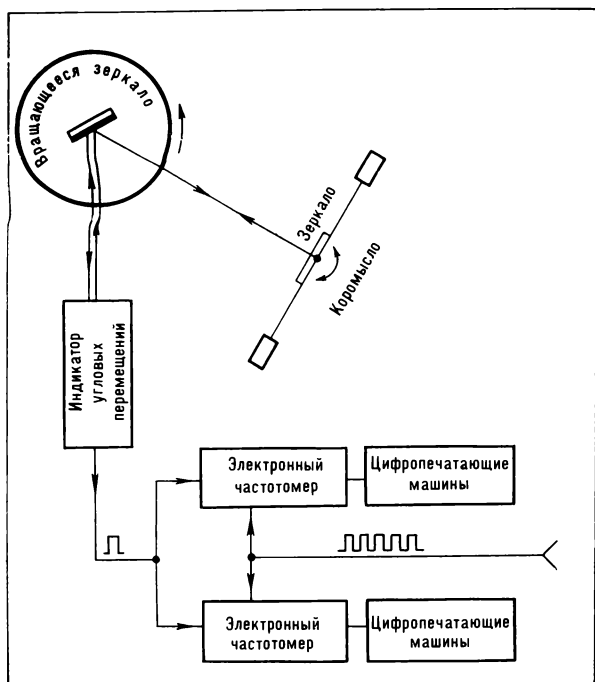 Вращающееся зеркало
Зеркало
Коромысло
Индикатор
угловых
перемещений
Электронный
частотомер
Цифропечатающие
машины
Электронный
частотомер
Цифропечатающие
машины